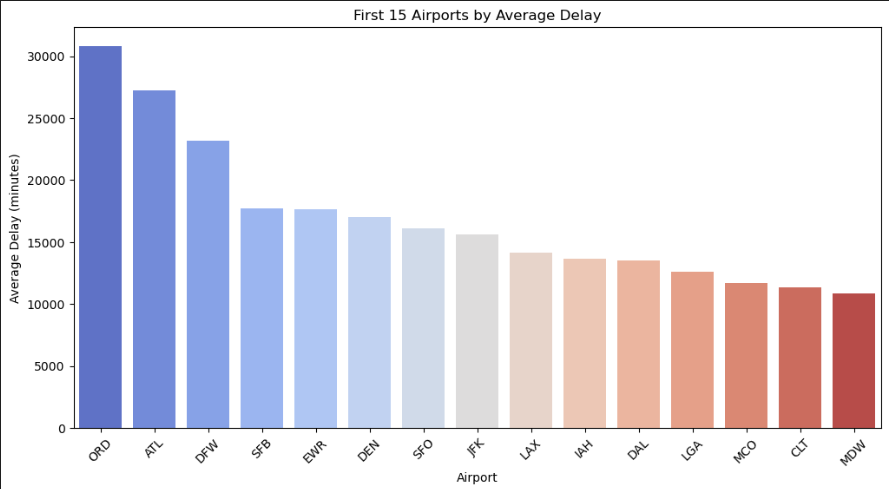 First 15 Airports by Average Delay
Average Delay (minutes)
30000
25000
20000
15000
10000
5000
0
ORD ATL DFW SFB EWR DEN SFO JFK LAX IAH DAL LGA MCO CLT MDW
Airport